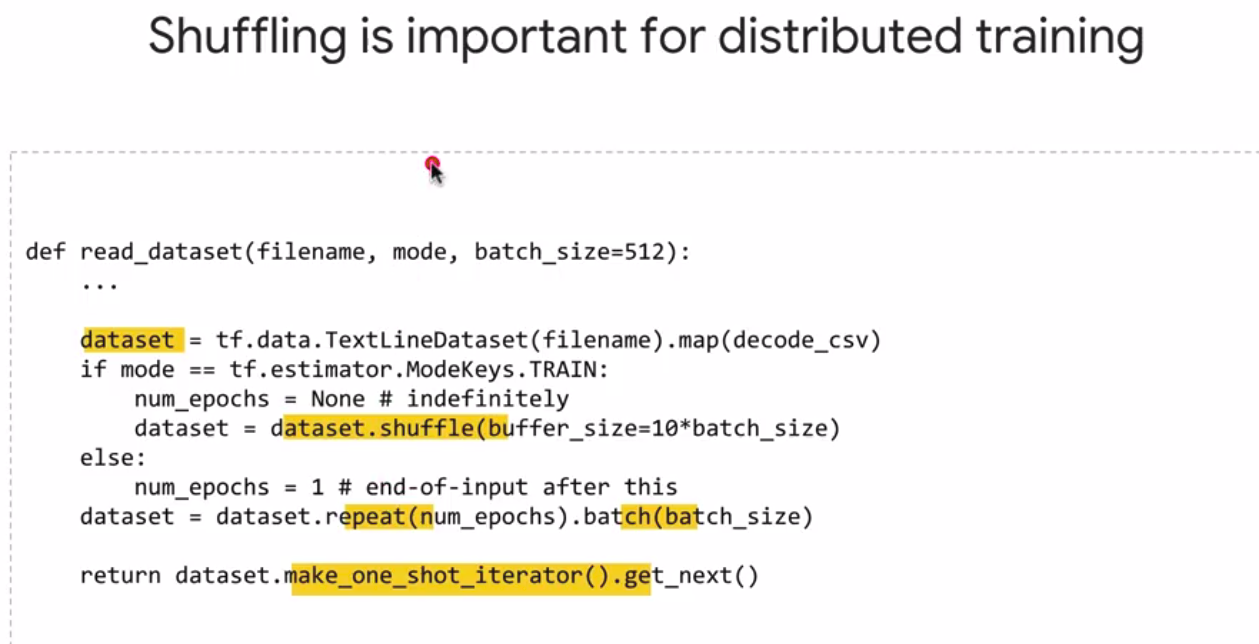 Shuffling is important for distributed training
def read_dataset(filename, mode, batch_size=512):
...
dataset = tf.data.TextLineDataset(filename).map(decode_csv)
if mode == tf.estimator.ModeKeys.TRAIN:
num_epochs = None # indefinitely
dataset = dataset.shuffle(buffer_size=10*batch_size)
else:
num_epochs = 1 # end-of-input after this
dataset = dataset.repeat(num_epochs).batch(batch_size)
return dataset.make_one_shot_iterator().get_next()